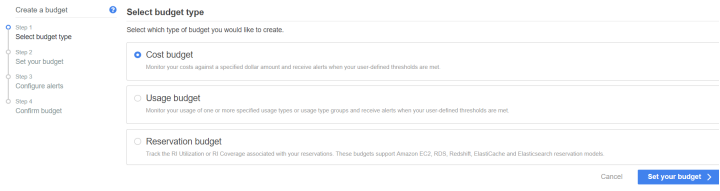 Create a budget
Select budget type
Step 1
Select budget type
Step 2
Set your budget
Step 3
Configure alerts
Step 4
Confirm budget
Select which type of budget you would like to create.
Cost budget
Monitor your costs against a specified dollar amount and receive alerts when your user-defined thresholds are met.
Usage budget
Monitor your usage of one or more specified usage types or usage type groups and receive alerts when your user-defined thresholds are met.
Reservation budget
Track the RI Utilization or RI Coverage associated with your reservations. These budgets support Amazon EC2, RDS, Redshift, ElastiCache and Elasticsearch reservation models.
Cancel
Set your budget